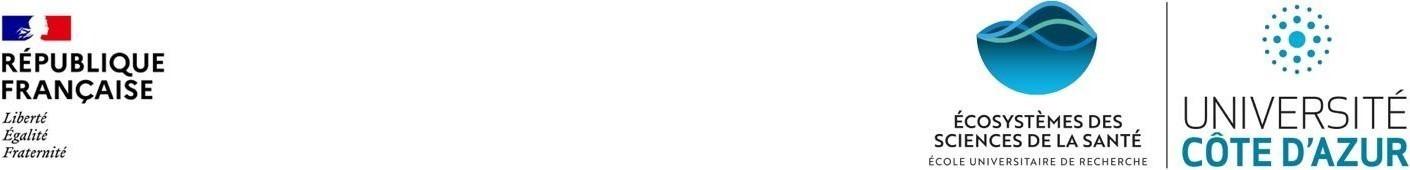 RÉPUBLIQUE
FRANÇAISE
Liberté
Égalité
Fraternité
ÉCOSYSTÈMES DES
SCIENCES DE LA SANTÉ
ÉCOLE UNIVERSITAIRE DE RECHERCHE
UNIVERSITÉ
CÔTE D'AZUR